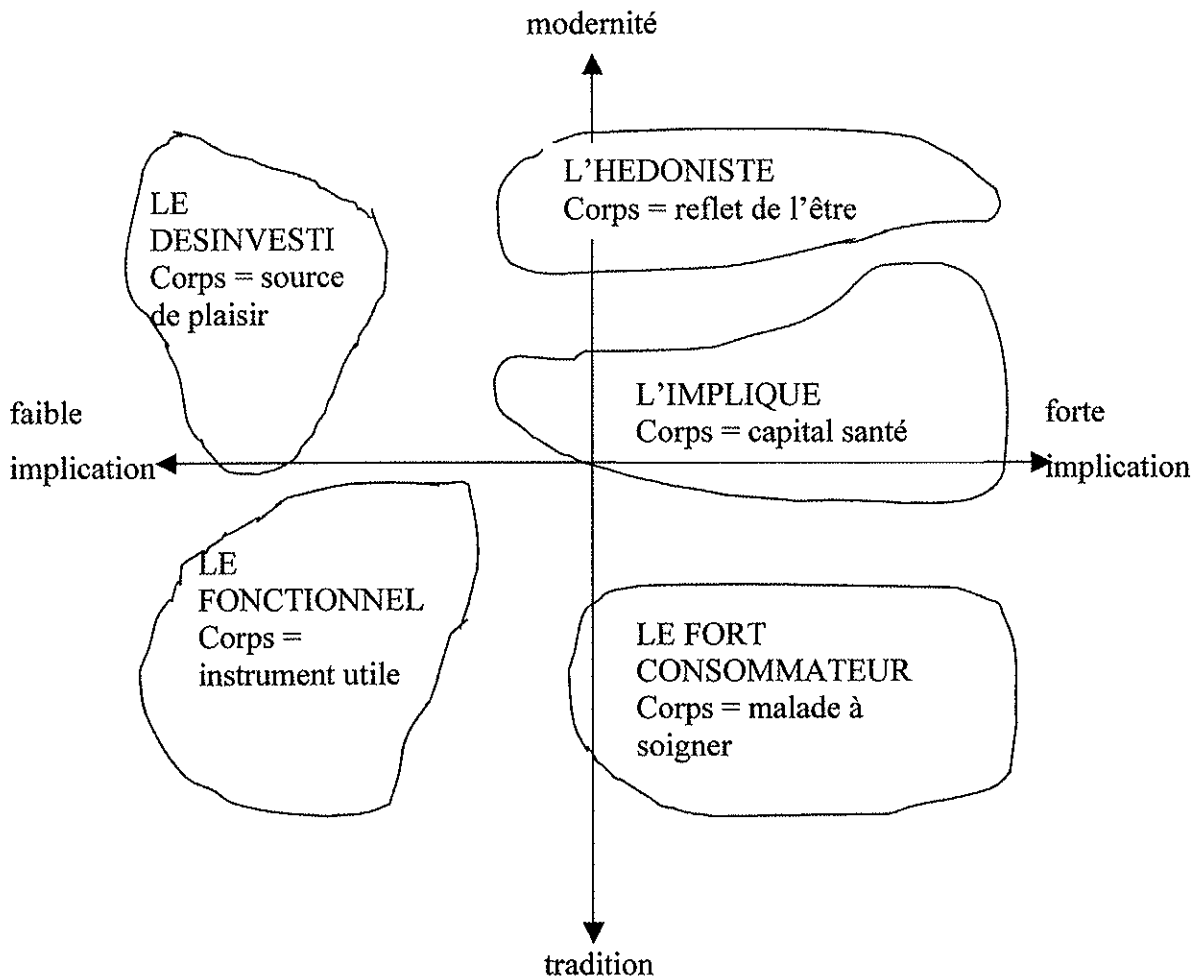 modernité
L'HEDONISTE
Corps = reflet de l'être
LE
DESINVESTI
Corps = source
de plaisir
L'IMPLIQUE
Corps = capital santé
faible
implication
forte
implication
LE
FONCTIONNEL
Corps =
instrument utile
LE FORT
CONSOMMATEUR
Corps = malade à
soigner
tradition